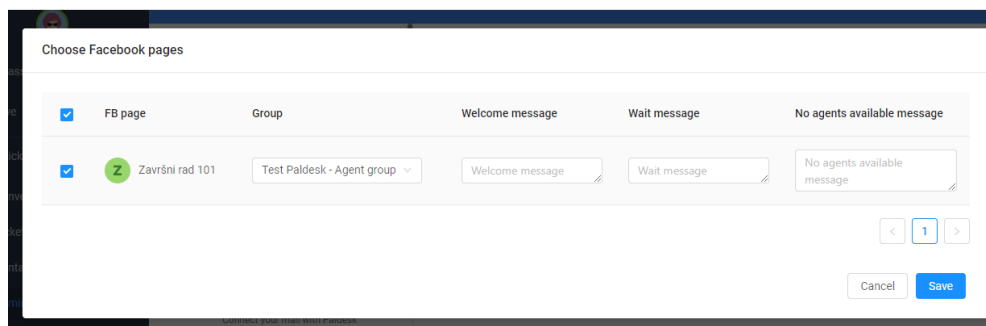 Choose Facebook pages
FB page Group Welcome message Wait message No agents available message
Z Završni rad 101 Test Paldesk - Agent group Welcome message Wait message No agents available
message
< 1 >
Cancel Save
Connect your mail with Paldesk